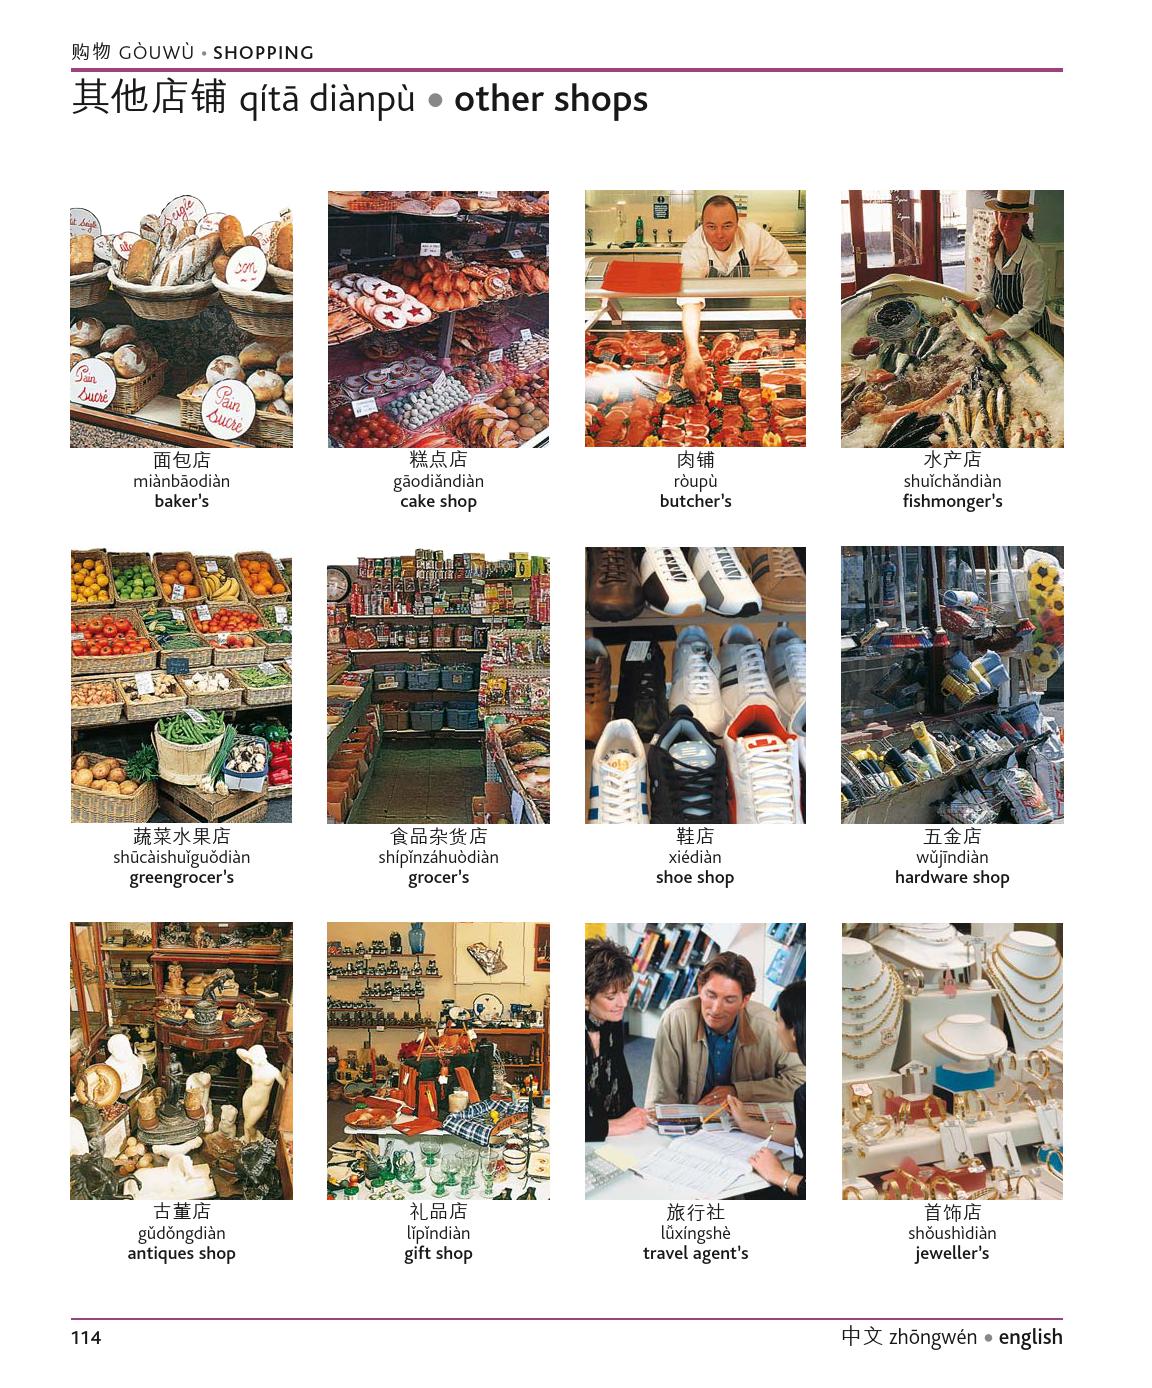 购物 GÒUWÙ • SHOPPING
其他店铺 qítā diànpù • other shops
Seigle
son
Pain
Sucré
Pain
Sucré
面包店
miànbāodiàn
baker's
糕点店
gāodiǎndiàn
cake shop
肉铺
ròupù
butcher's
水产店
shuǐchǎndiàn
fishmonger's
蔬菜水果店
shūcàishuǐguǒdiàn
greengrocer's
食品杂货店
shípǐnzáhuòdiàn
grocer's
鞋店
xiédiàn
shoe shop
五金店
wǔjīndiàn
hardware shop
古董店
gǔdǒngdiàn
antiques shop
礼品店
lǐpǐndiàn
gift shop
旅行社
lǚxíngshè
travel agent's
首饰店
shǒushìdiàn
jeweller's
114
中文 zhōngwén • english